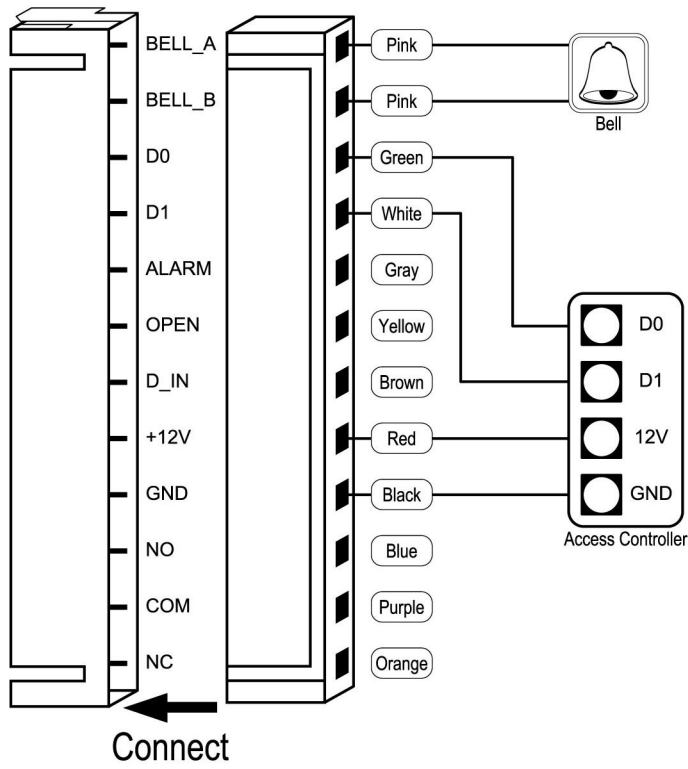 BELL_A Pink
BELL_B Pink
Bell
D0 Green
D1 White
ALARM Gray
OPEN Yellow D0
D_IN Brown D1
+12V Red 12V
GND Black GND
Access Controller
NO Blue
COM Purple
NC Orange
Connect